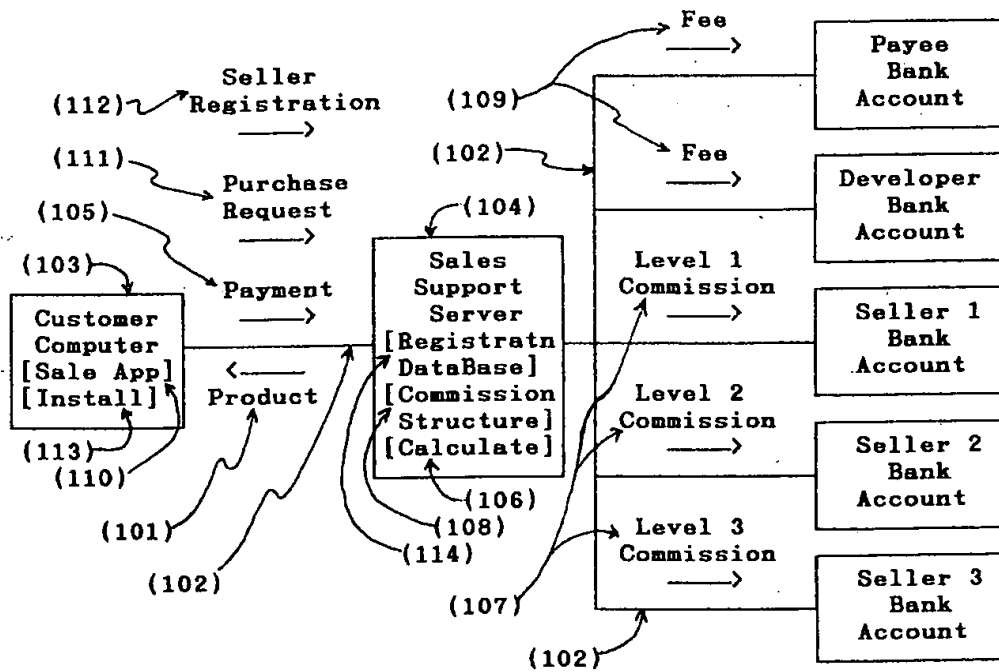 Fee
Payee
Bank
Account
Seller
Registration
(112)
(109)
(111)
(102)
Fee
Purchase
Request
Developer
Bank
Account
(105)
(104)
(103)
Payment
Sales
Support
Server
[Registratn
DataBase]
[Commission
Structure]
[Calculate]
Level 1
Commission
Customer
Computer
[Sale App]
[Install]
Seller 1
Bank
Account
Product
Level 2
Commission
(113)
(110)
Seller 2
Bank
Account
(106)
(101)
(108)
(114)
Level 3
Commission
(102)
(107)
Seller 3
Bank
Account
(102)